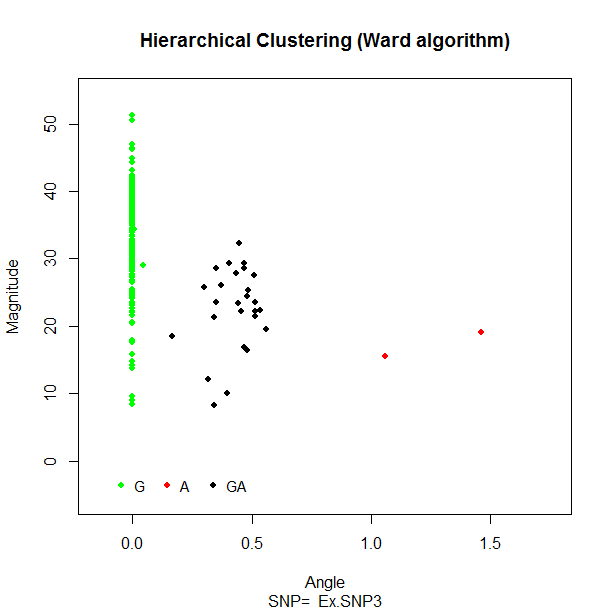 Hierarchical Clustering (Ward algorithm)
Magnitude
50
40
30
20
10
0
G A GA
0.0 0.5 1.0 1.5
Angle
SNP= Ex.SNP3